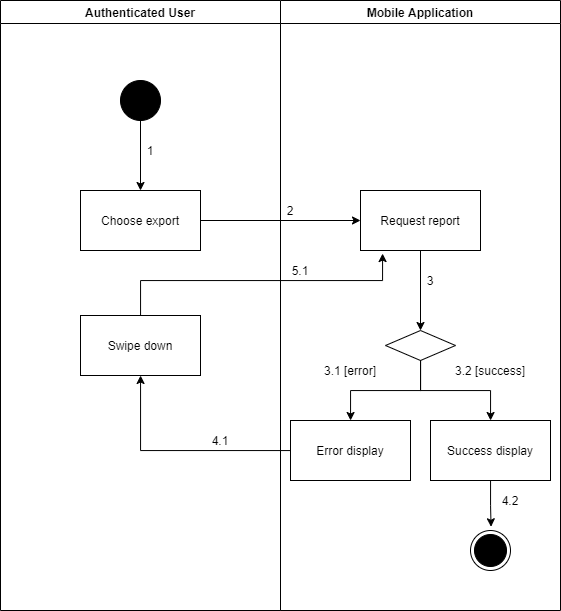 Authenticated User
Mobile Application
1
Choose export
2
Request report
5.1
3
Swipe down
3.1 [error]
3.2 [success]
4.1
Error display
Success display
4.2